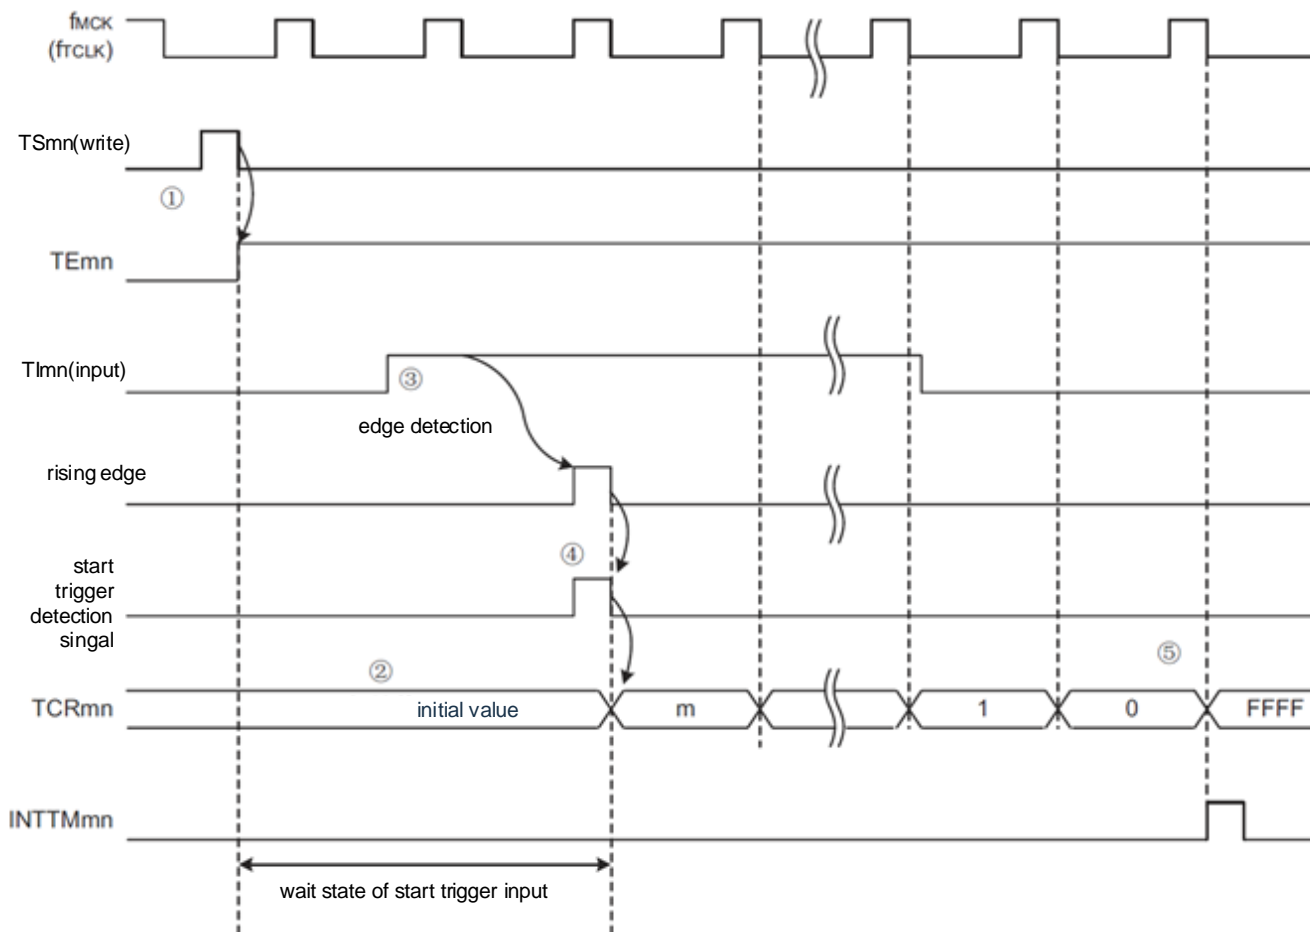 fMCK
(fTCLK)
TSmn(write)
①
TEmn
TImn(input)
③
edge detection
rising edge
④
start
trigger
detection
singal
②
⑤
TCRmn
initial value
m
1
0
FFFF
INTTMmn
wait state of start trigger input